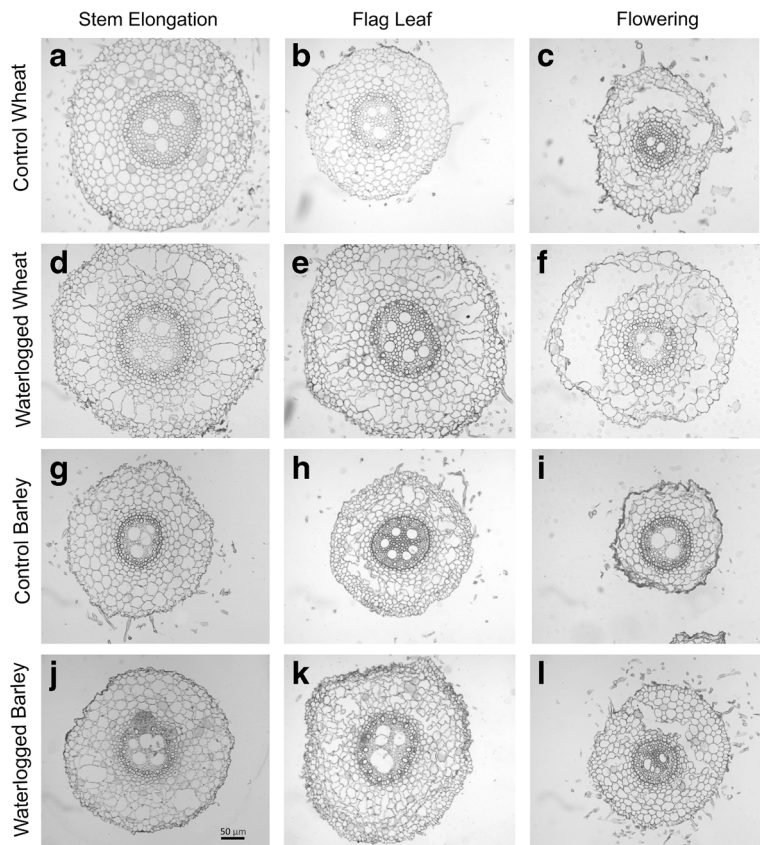 Stem Elongation Flag Leaf Flowering
Control Wheat
a b c
Waterlogged Wheat
d e f
Control Barley
g h i
Waterlogged Barley
j k l
50 µm